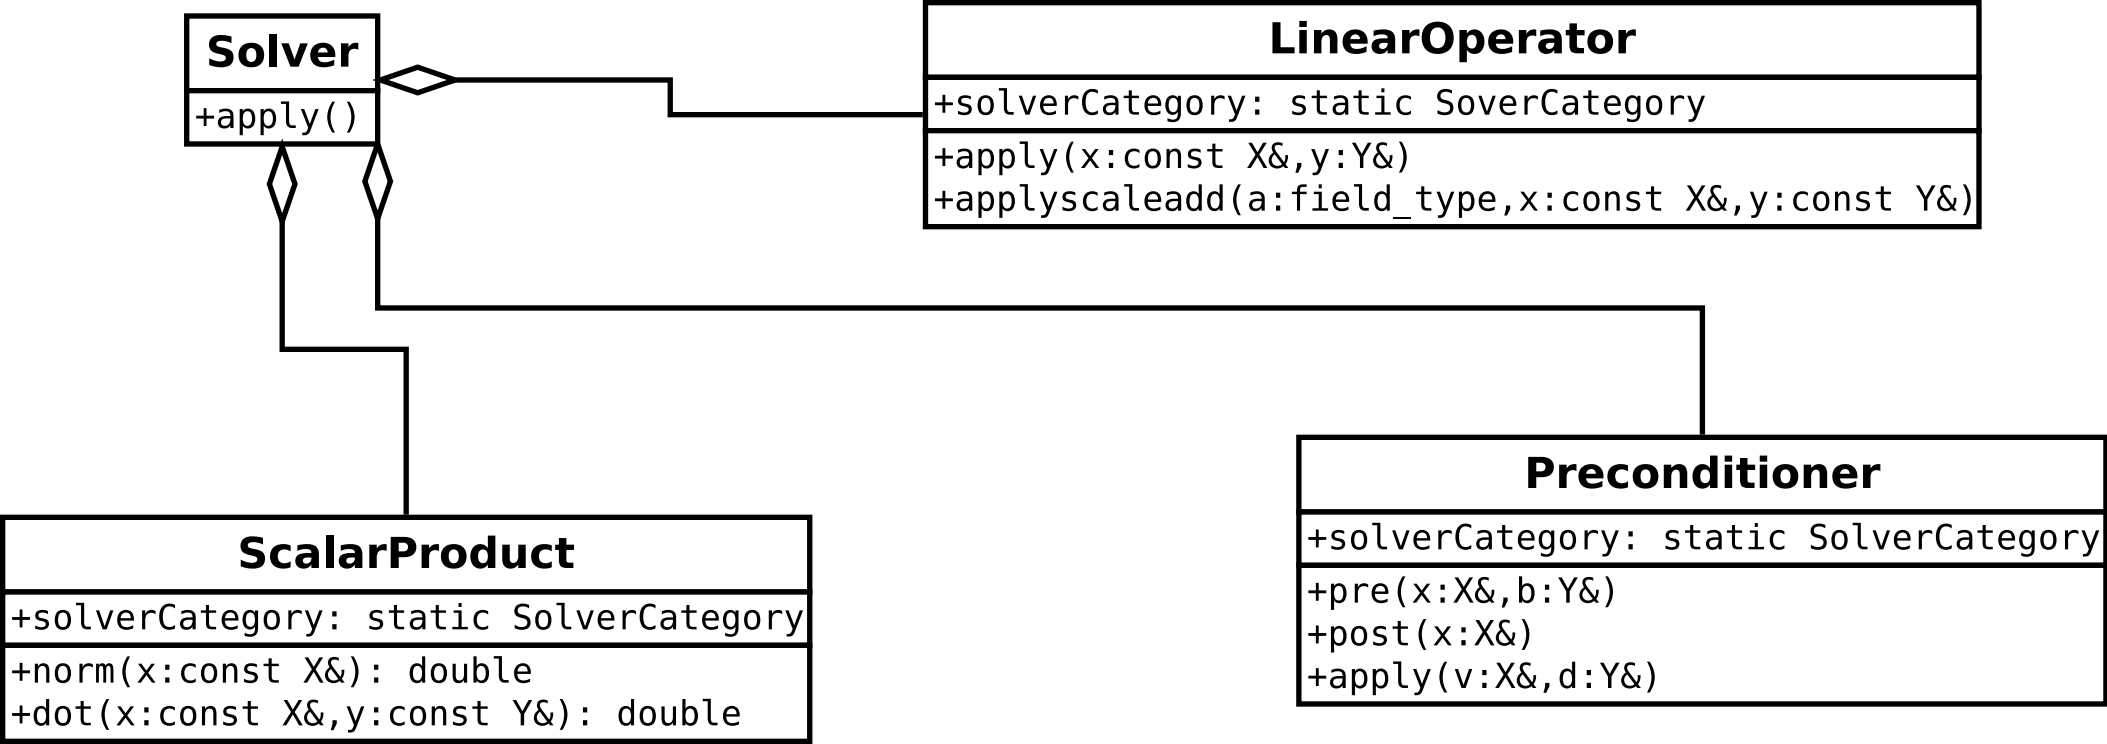 Solver
+apply()
LinearOperator
+solverCategory: static SoverCategory
+apply(x:const X&,y:Y&)
+applyscaleadd(a:field_type,x:const X&,y:const Y&)
ScalarProduct
+solverCategory: static SolverCategory
+norm(x:const X&): double
+dot(x:const X&,y:const Y&): double
Preconditioner
+solverCategory: static SolverCategory
+pre(x:X&,b:Y&)
+post(x:X&)
+apply(v:X&,d:Y&)